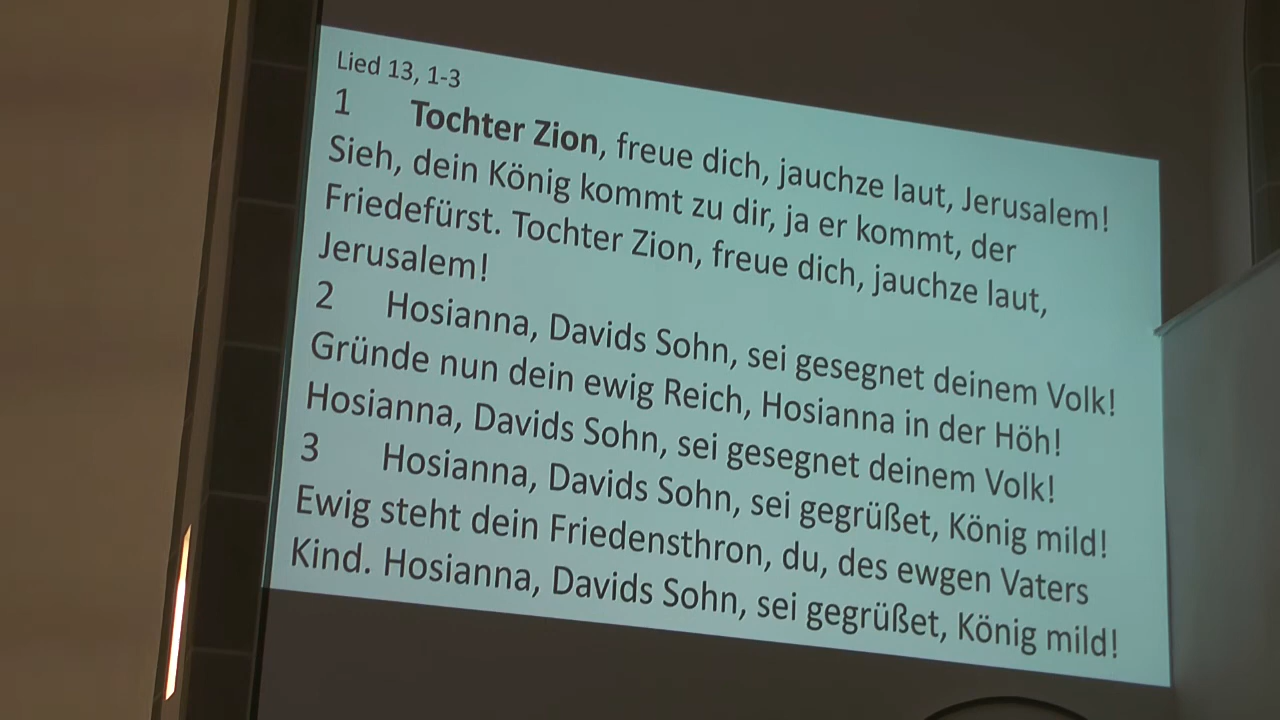 Lied 13, 1-3
1 Tochter Zion, freue dich, jauchze laut, Jerusalem!
Sieh, dein König kommt zu dir, ja er kommt, der
Friedefürst. Tochter Zion, freue dich, jauchze laut,
Jerusalem!
2 Hosianna, Davids Sohn, sei gesegnet deinem Volk!
Gründe nun dein ewig Reich, Hosianna in der Höh!
Hosianna, Davids Sohn, sei gesegnet deinem Volk!
3 Hosianna, Davids Sohn, sei gegrüßet, König mild!
Ewig steht dein Friedensthron, du, des ewgen Vaters
Kind. Hosianna, Davids Sohn, sei gegrüßet, König mild!